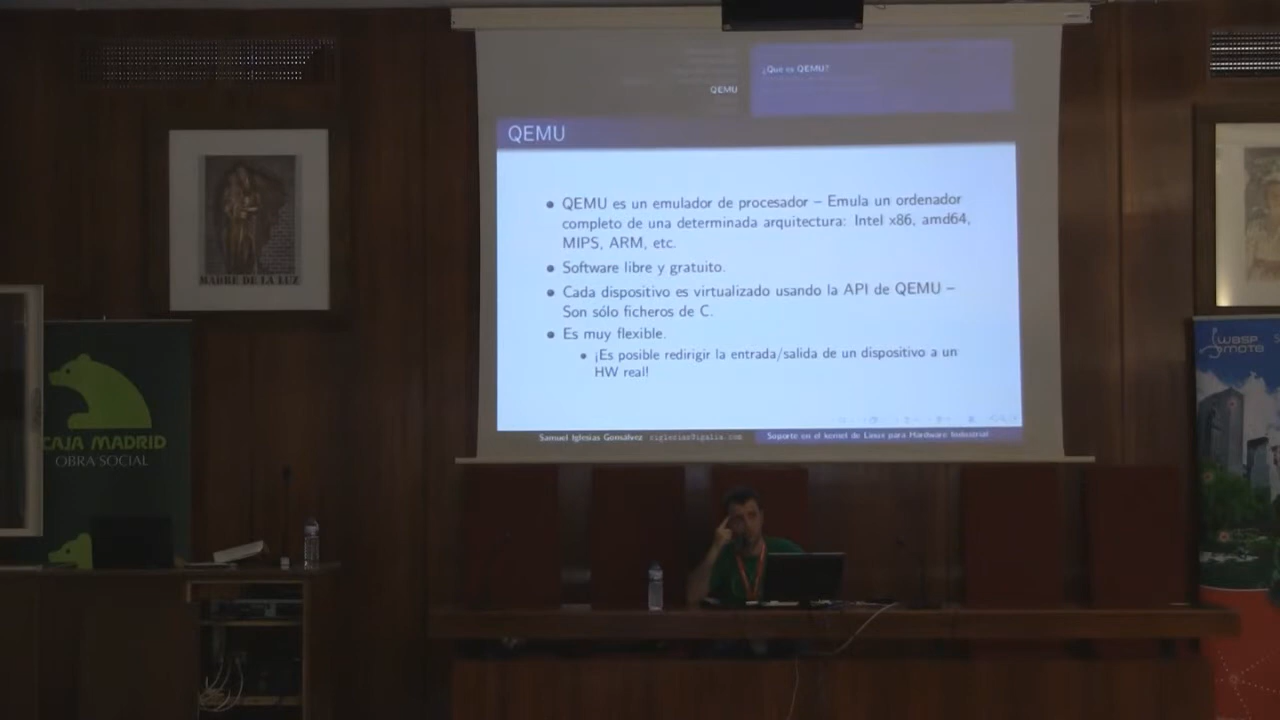 ¿Qué es QEMU?
QEMU
QEMU
QEMU es un emulador de procesador – Emula un ordenador
completo de una determinada arquitectura: Intel x86, amd64,
MIPS, ARM, etc.
Software libre y gratuito.
Cada dispositivo es virtualizado usando la API de QEMU –
Son sólo ficheros de C.
Es muy flexible.
¡Es posible redirigir la entrada/salida de un dispositivo a un
HW real!
Samuel Iglesias Gonsálvez siglesias@igalia.com
Soporte en el kernel de Linux para Hardware Industrial
MADRE DE LA LUZ
CAJA MADRID
OBRA SOCIAL
wasp
mote